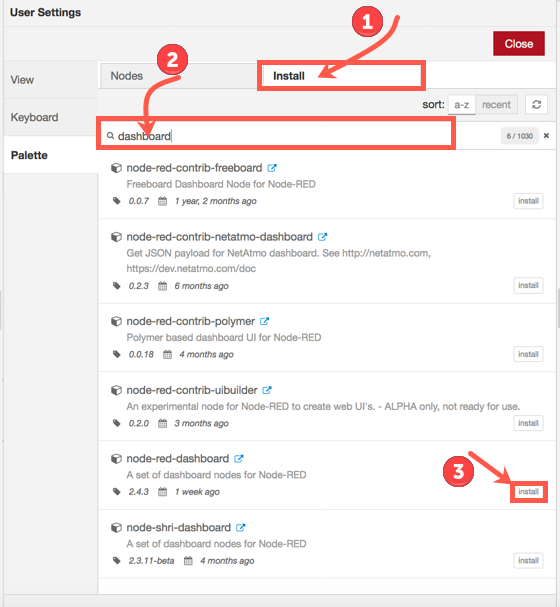 User Settings
Close
View
Keyboard
Palette
Nodes
Install
1
2
sort: a-z recent
dashboard
6 / 1030
node-red-contrib-freeboard
Freeboard Dashboard Node for Node-RED
0.0.7 1 year, 2 months ago
install
node-red-contrib-netatmo-dashboard
Get JSON payload for NetAtmo dashboard. See http://netatmo.com,
https://dev.netatmo.com/doc
0.2.3 6 months ago
install
node-red-contrib-polymer
Polymer based dashboard UI for Node-RED
0.0.18 4 months ago
install
node-red-contrib-uibuilder
An experimental node for Node-RED to create web UI's. - ALPHA only, not ready for use.
0.2.0 3 months ago
install
node-red-dashboard
A set of dashboard nodes for Node-RED
2.4.3 1 week ago
3
install
node-shri-dashboard
A set of dashboard nodes for Node-RED
2.3.11-beta 4 months ago
install